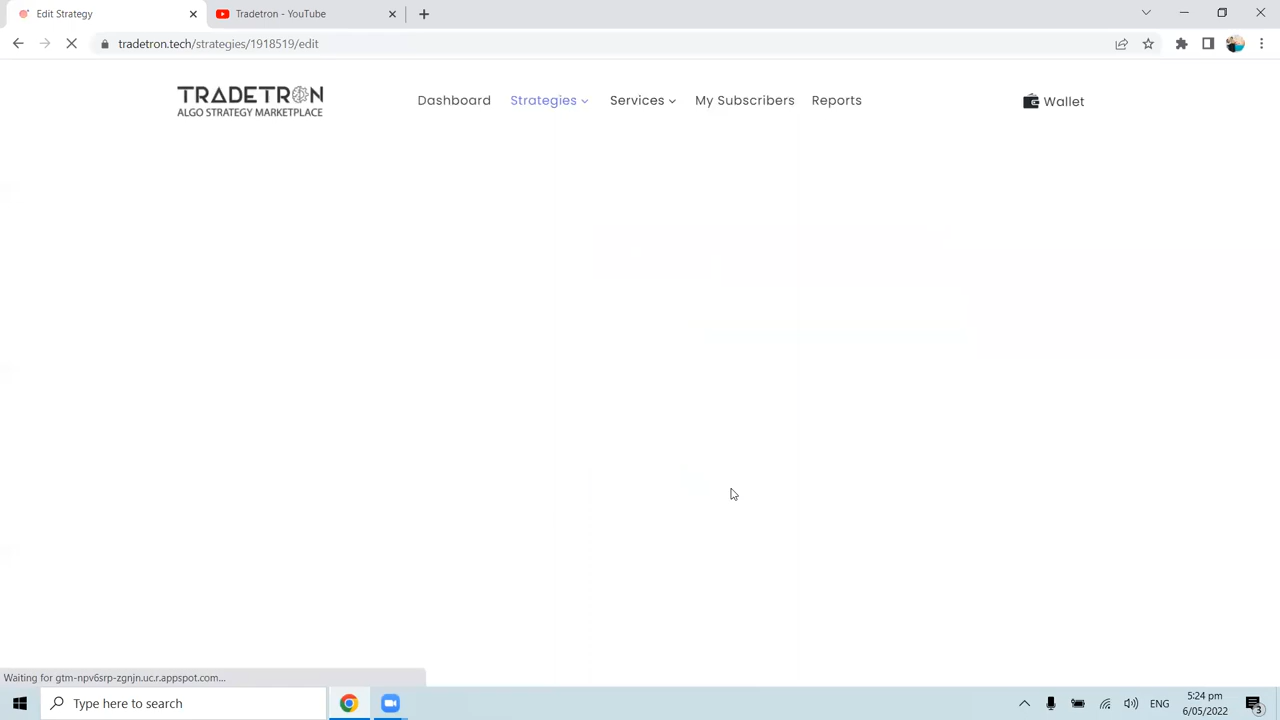 Edit Strategy
Tradetron - YouTube
tradetron.tech/strategies/1918519/edit
TRADETRON
ALGO STRATEGY MARKETPLACE
Dashboard
Strategies
Services
My Subscribers
Reports
Wallet
Waiting for gtm-npv6srp-zgnjn.uc.r.appspot.com...
Type here to search
ENG
5:24 pm
6/05/2022
3